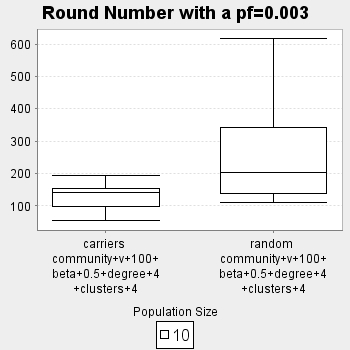 Round Number with a pf=0.003
600
500
400
300
200
100
carriers
community+v+100+
beta+0.5+degree+4
+clusters+4
random
community+v+100+
beta+0.5+degree+4
+clusters+4
Population Size
10